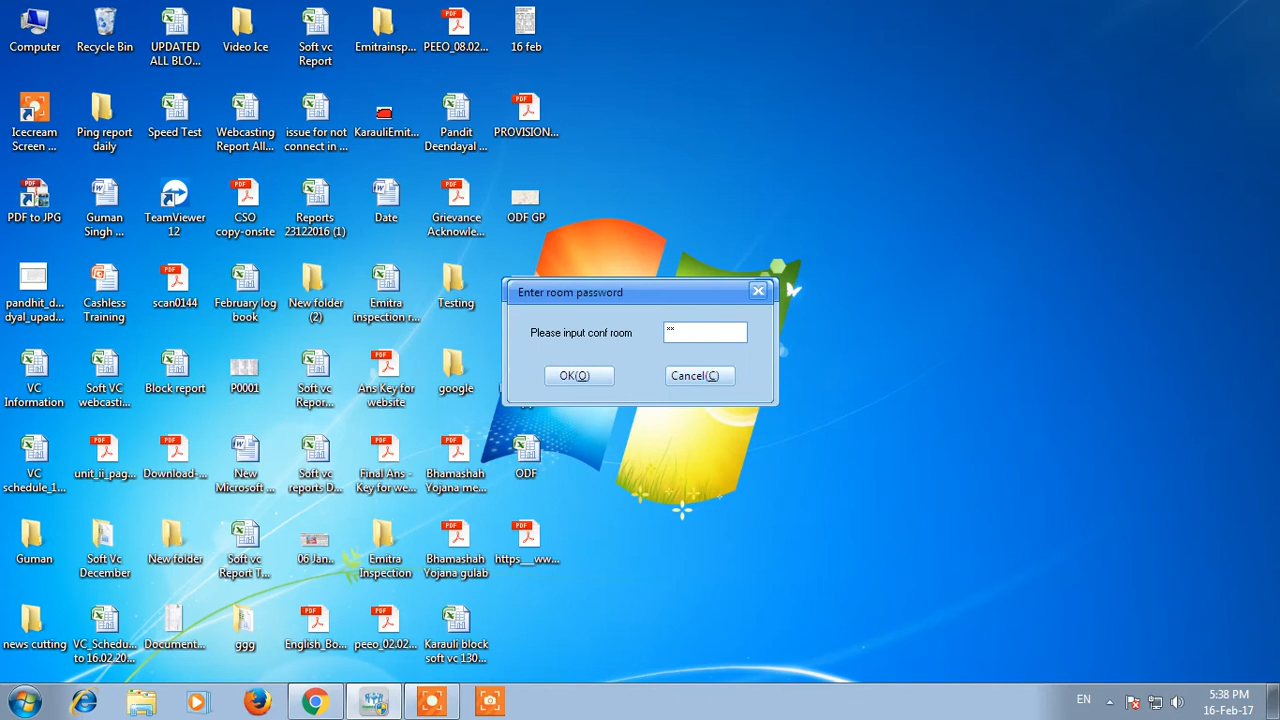 Computer
Recycle Bin
UPDATED
ALL BLO...
Video Ice
Soft vc
Report
Emitrainsp...
PEEO_08.02...
16 feb
Icecream
Screen ...
Ping report
daily
Speed Test
Webcasting
Report All...
issue for not
connect in ...
KarauliEmit...
Pandit
Deendayal ...
PROVISION...
PDF to JPG
Guman
Singh ...
TeamViewer
12
CSO
copy-onsite
Reports
23122016 (1)
Date
Grievance
Acknowle...
ODF GP
pandhit_d...
dyal_upad...
Cashless
Training
scan0144
February log
book
New folder
(2)
Emitra
inspection r...
Testing
Enter room password
Please input conf room
**
OK(O)
Cancel(C)
VC
Information
Soft VC
webcasti...
Block report
P0001
Soft vc
Repor...
Ans Key for
website
google
VC
schedule_1...
unit_ii_pag...
Download-...
New
Microsoft ...
Soft vc
reports D...
Final Ans -
Key for we...
Bhamashah
Yojana me...
ODF
Guman
Soft Vc
December
New folder
Soft vc
Report T...
06 Jan..
Emitra
Inspection
Bhamashah
Yojana gulab
https__ww...
news cutting
VC_Schedu...
to 16.02.20...
Document...
ggg
English_Bo...
peeo_02.02...
Karauli block
soft vc 130...
EN
5:38 PM
16-Feb-17